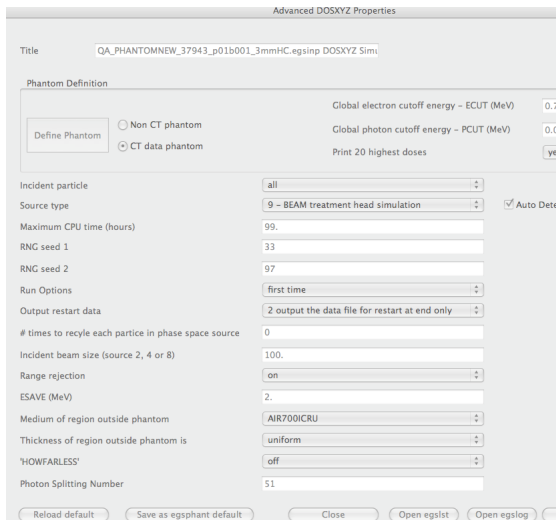 Advanced DOSXYZ Properties
Title QA_PHANTOMNEW_37943_p01b001_3mmHC.egsinp DOSXYZ Simu
Phantom Definition
Define Phantom
Non CT phantom
CT data phantom
Global electron cutoff energy – ECUT (MeV) 0.7
Global photon cutoff energy – PCUT (MeV) 0.0
Print 20 highest doses ye
Incident particle all
Source type 9 – BEAM treatment head simulation Auto Dete
Maximum CPU time (hours) 99.
RNG seed 1 33
RNG seed 2 97
Run Options first time
Output restart data 2 output the data file for restart at end only
# times to recyle each partice in phase space source 0
Incident beam size (source 2, 4 or 8) 100.
Range rejection on
ESAVE (MeV) 2.
Medium of region outside phantom AIR700ICRU
Thickness of region outside phantom is uniform
'HOWFARLESS' off
Photon Splitting Number 51
Reload default Save as egsphant default Close Open egslst Open egslog